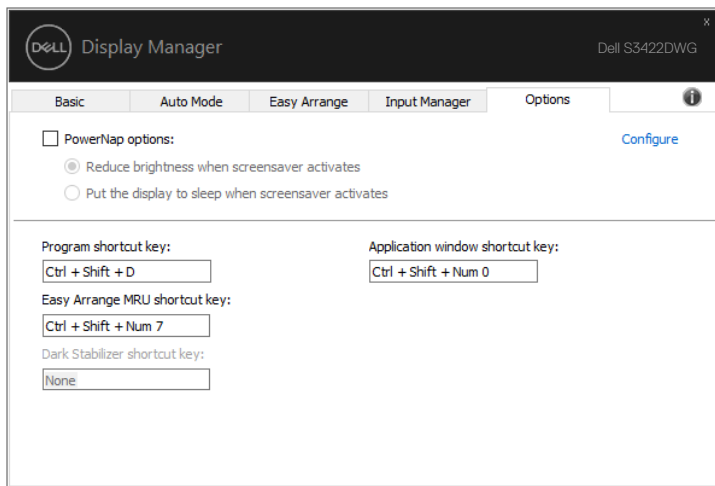 x
DELL Display Manager
Dell S3422DWG
Basic Auto Mode Easy Arrange Input Manager Options i
PowerNap options: Configure
Reduce brightness when screensaver activates
Put the display to sleep when screensaver activates
Program shortcut key: Application window shortcut key:
Ctrl + Shift + D Ctrl + Shift + Num 0
Easy Arrange MRU shortcut key:
Ctrl + Shift + Num 7
Dark Stabilizer shortcut key:
None